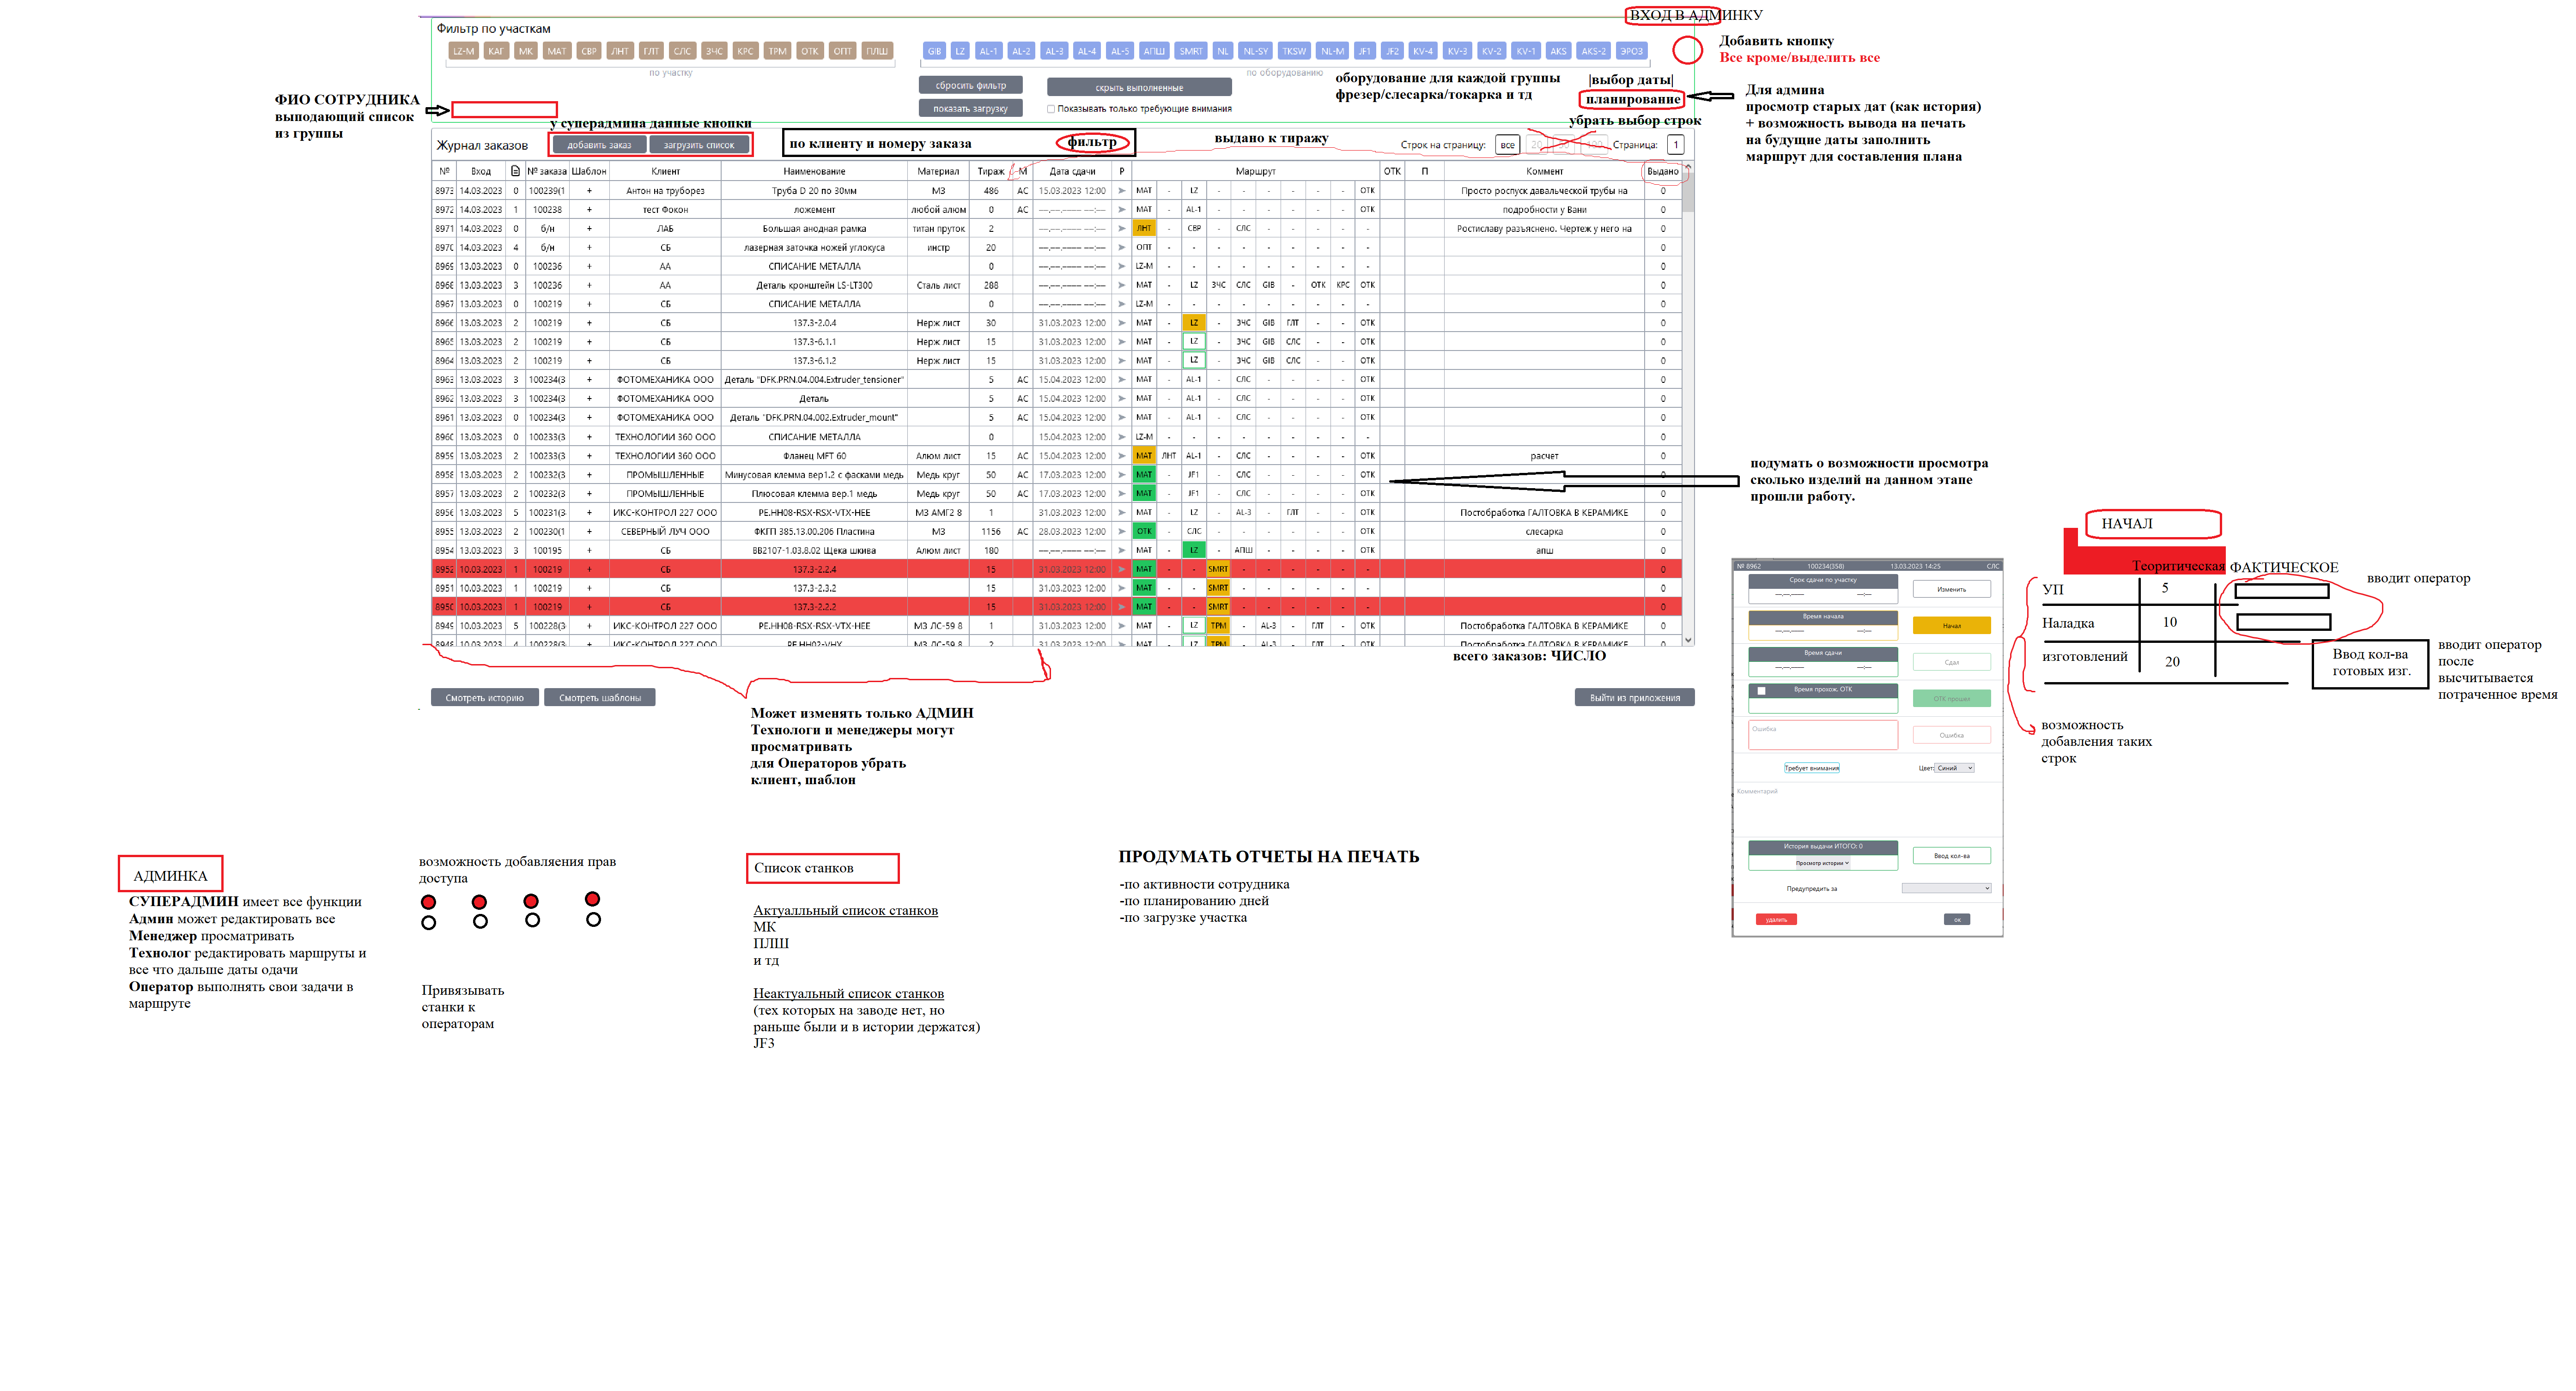 ВХОД В АДМИНКУ
Фильтр по участкам
LZ-M КАГ МК МАТ СВР ЛНТ ГЛТ СЛС ЗЧС КРС ТРМ ОТК ОПТ ПЛШ
GIB LZ AL-1 AL-2 AL-3 AL-4 AL-5 АПШ SMRT NL NL-SY TKSW NL-M JF1 JF2 KV-4 KV-3 KV-2 KV-1 AKS AKS-2 ЭРОЗ
Добавить кнопку
Все кроме/выделить все
по участку
по оборудованию
сбросить фильтр
скрыть выполненные
показать загрузку
Показывать только требующие внимания
оборудование для каждой группы
фрезер/слесарка/токарка и тд
|выбор даты|
планирование
Для админа
просмотр старых дат (как история)
+ возможность вывода на печать
на будущие даты заполнить
маршрут для составления плана
ФИО СОТРУДНИКА
выподающий список
из группы
у суперадмина данные кнопки
убрать выбор строк
Журнал заказов
добавить заказ
загрузить список
по клиенту и номеру заказа
фильтр
выдано к тиражу
Строк на страницу: все 20 100 Страница: 1
№ Вход № заказа Шаблон Клиент Наименование Материал Тираж М Дата сдачи Р Маршрут ОТК П Коммент Выдано
8973 14.03.2023 0 100239(1 + Антон на труборез Труба D 20 по 30мм МЗ 486 АС 15.03.2023 12:00 МАТ - LZ - - - - - - ОТК Просто роспуск давальческой трубы на 0
8972 14.03.2023 1 100238 + тест Фокон ложемент любой алюм 0 АС --.--.---- --:-- МАТ - AL-1 - - - - - - ОТК подробности у Вани 0
8971 14.03.2023 0 б/н + ЛАБ Большая анодная рамка титан пруток 2 --.--.---- --:-- ЛНТ - СВР - СЛС - - - - - Ростиславу разъяснено. Чертеж у него на 0
8970 14.03.2023 4 б/н + СБ лазерная заточка ножей углокуса инстр 20 --.--.---- --:-- ОПТ - - - - - - - - - 0
8969 13.03.2023 0 100236 + АА СПИСАНИЕ МЕТАЛЛА 0 --.--.---- --:-- LZ-M - - - - - - - - - 0
8968 13.03.2023 3 100236 + АА Деталь кронштейн LS-LT300 Сталь лист 288 --.--.---- --:-- МАТ - LZ ЗЧС СЛС GIB - ОТК КРС ОТК 0
8967 13.03.2023 0 100219 + СБ СПИСАНИЕ МЕТАЛЛА 0 --.--.---- --:-- LZ-M - - - - - - - - - 0
8966 13.03.2023 2 100219 + СБ 137.3-2.0.4 Нерж лист 30 31.03.2023 12:00 МАТ - LZ - ЗЧС GIB ГЛТ - - ОТК 0
8965 13.03.2023 2 100219 + СБ 137.3-6.1.1 Нерж лист 15 31.03.2023 12:00 МАТ - LZ - ЗЧС GIB СЛС - - ОТК 0
8964 13.03.2023 2 100219 + СБ 137.3-6.1.2 Нерж лист 15 31.03.2023 12:00 МАТ - LZ - ЗЧС GIB СЛС - - ОТК 0
8963 13.03.2023 3 100234(3 + ФОТОМЕХАНИКА ООО Деталь "DFK.PRN.04.004.Extruder_tensioner" 5 АС 15.04.2023 12:00 МАТ - AL-1 - СЛС - - - - ОТК 0
8962 13.03.2023 3 100234(3 + ФОТОМЕХАНИКА ООО Деталь 5 АС 15.04.2023 12:00 МАТ - AL-1 - СЛС - - - - ОТК 0
8961 13.03.2023 0 100234(3 + ФОТОМЕХАНИКА ООО Деталь "DFK.PRN.04.002.Extruder_mount" 5 АС 15.04.2023 12:00 МАТ - AL-1 - СЛС - - - - ОТК 0
8960 13.03.2023 0 100233(3 + ТЕХНОЛОГИИ 360 ООО СПИСАНИЕ МЕТАЛЛА 0 15.04.2023 12:00 LZ-M - - - - - - - - - 0
8959 13.03.2023 2 100233(3 + ТЕХНОЛОГИИ 360 ООО Фланец MFT 60 Алюм лист 15 АС 15.04.2023 12:00 МАТ ЛНТ AL-1 - СЛС - - - - ОТК расчет 0
8958 13.03.2023 2 100232(3 + ПРОМЫШЛЕННЫЕ Минусовая клемма вер1.2 с фасками медь Медь круг 50 АС 17.03.2023 12:00 МАТ - JF1 - СЛС - - - - ОТК 0
8957 13.03.2023 2 100232(3 + ПРОМЫШЛЕННЫЕ Плюсовая клемма вер.1 медь Медь круг 50 АС 17.03.2023 12:00 МАТ - JF1 - СЛС - - - - ОТК 0
8956 13.03.2023 5 100231(3 + ИКС-КОНТРОЛ 227 ООО PE.HH08-RSX-RSX-VTX-HEE МЗ АМГ2 8 1 31.03.2023 12:00 МАТ - LZ - AL-3 - ГЛТ - - ОТК Постобработка ГАЛТОВКА В КЕРАМИКЕ 0
8955 13.03.2023 2 100230(1 + СЕВЕРНЫЙ ЛУЧ ООО ФКГП 385.13.00.206 Пластина МЗ 1156 АС 28.03.2023 12:00 ОТК - СЛС - - - - - - ОТК слесарка 0
8954 13.03.2023 3 100195 + СБ ВВ2107-1.03.8.02 Щека шкива Алюм лист 180 --.--.---- --:-- МАТ - LZ - АПШ - - - - ОТК апш 0
8952 10.03.2023 1 100219 + СБ 137.3-2.2.4 15 31.03.2023 12:00 МАТ - - SMRT - - - - - - 0
8951 10.03.2023 1 100219 + СБ 137.3-2.3.2 15 31.03.2023 12:00 МАТ - - SMRT - - - - - - 0
8950 10.03.2023 1 100219 + СБ 137.3-2.2.2 15 31.03.2023 12:00 МАТ - - SMRT - - - - - - 0
8949 10.03.2023 5 100228(3 + ИКС-КОНТРОЛ 227 ООО PE.HH08-RSX-RSX-VTX-HEE МЗ ЛС-59 8 1 31.03.2023 12:00 МАТ - LZ ТРМ - AL-3 - ГЛТ - ОТК Постобработка ГАЛТОВКА В КЕРАМИКЕ 0
8948 10.03.2023 4 100228(3 + ИКС-КОНТРОЛ 227 ООО PE.HH02-VHX МЗ ЛС-59 8 2 31.03.2023 12:00 МАТ - LZ ТРМ - AL-3 - ГЛТ - ОТК Постобработка ГАЛТОВКА В КЕРАМИКЕ 0
подумать о возможности просмотра
сколько изделий на данном этапе
прошли работу.
всего заказов: ЧИСЛО
Смотреть историю
Смотреть шаблоны
Выйти из приложения
Может изменять только АДМИН
Технологи и менеджеры могут
просматривать
для Операторов убрать
клиент, шаблон
№ 8962 100234(358) 13.03.2023 14:25 СЛС
Срок сдачи по участку
--.--.---- --:--
Изменить
Время начала
--.--.---- --:--
Начал
Время сдачи
--.--.---- --:--
Сдал
Время прохож. ОТК
ОТК прошел
Ошибка
Ошибка
Требует внимания
Цвет: Синий
Комментарий
История выдачи ИТОГО: 0
Просмотр истории
Ввод кол-ва
Предупредить за
удалить
ок
НАЧАЛ
Теоритическая ФАКТИЧЕСКОЕ
вводит оператор
УП 5
Наладка 10
изготовлений 20
Ввод кол-ва
готовых изг.
вводит оператор
после
высчитывается
потраченное время
возможность
добавления таких
строк
АДМИНКА
СУПЕРАДМИН имеет все функции
Админ может редактировать все
Менеджер просматривать
Технолог редактировать маршруты и
все что дальше даты одачи
Оператор выполнять свои задачи в
маршруте
возможность добавляения прав
доступа
Привязывать
станки к
операторам
Список станков
Актуалльный список станков
МК
ПЛШ
и тд
Неактуальный список станков
(тех которых на заводе нет, но
раньше были и в истории держатся)
JF3
ПРОДУМАТЬ ОТЧЕТЫ НА ПЕЧАТЬ
-по активности сотрудника
-по планированию дней
-по загрузке участка